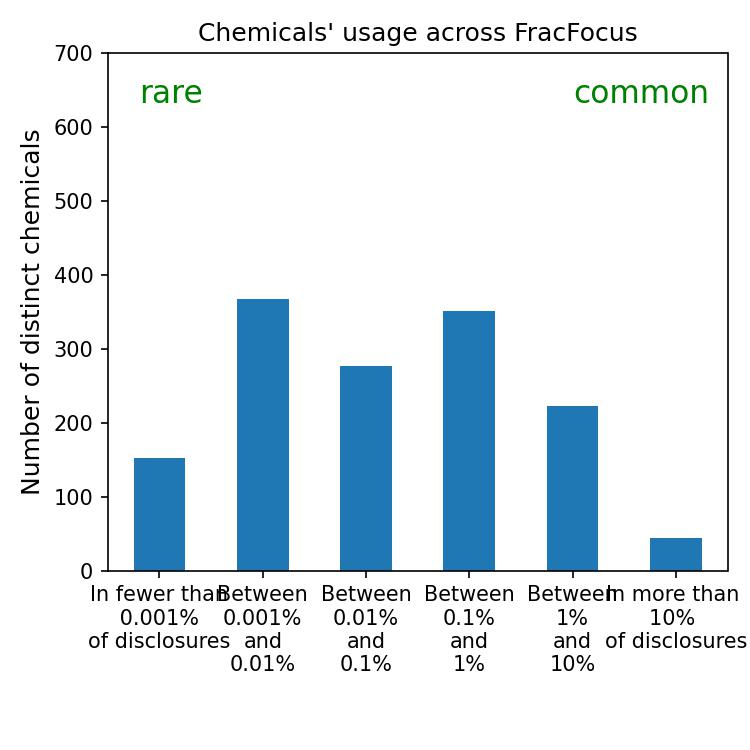 Chemicals' usage across FracFocus
rare
common
Number of distinct chemicals
700
600
500
400
300
200
100
0
In fewer than
0.001%
of disclosures
Between
0.001%
and
0.01%
Between
0.01%
and
0.1%
Between
0.1%
and
1%
Between
1%
and
10%
In more than
10%
of disclosures